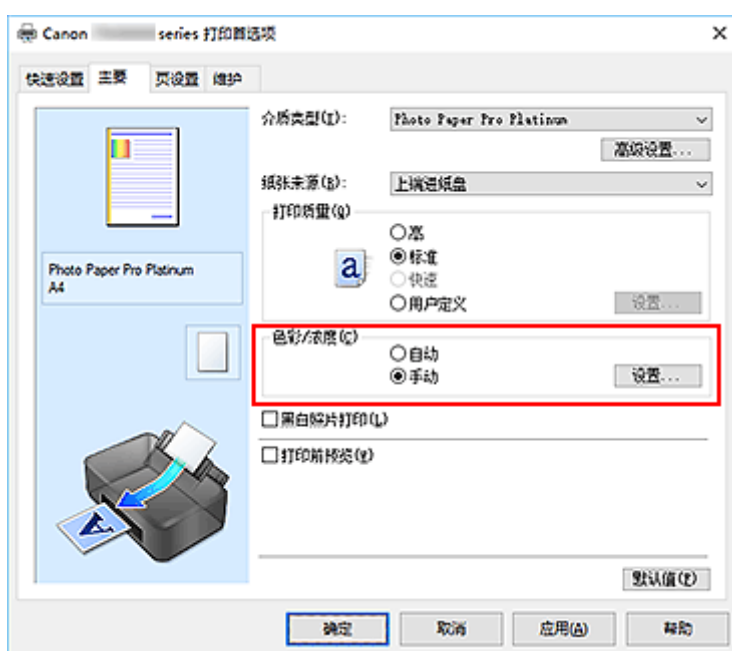 Canon series 打印首选项
快速设置 主要 页设置 维护
介质类型(I): Photo Paper Pro Platinum
高级设置...
纸张来源(B): 上端进纸盘
打印质量(Q)
高
a 标准
快速
用户定义 设置...
Photo Paper Pro Platinum
A4
色彩/浓度(C)
自动
手动 设置...
黑白照片打印(L)
打印前预览(V)
A
默认值(F)
确定 取消 应用(A) 帮助